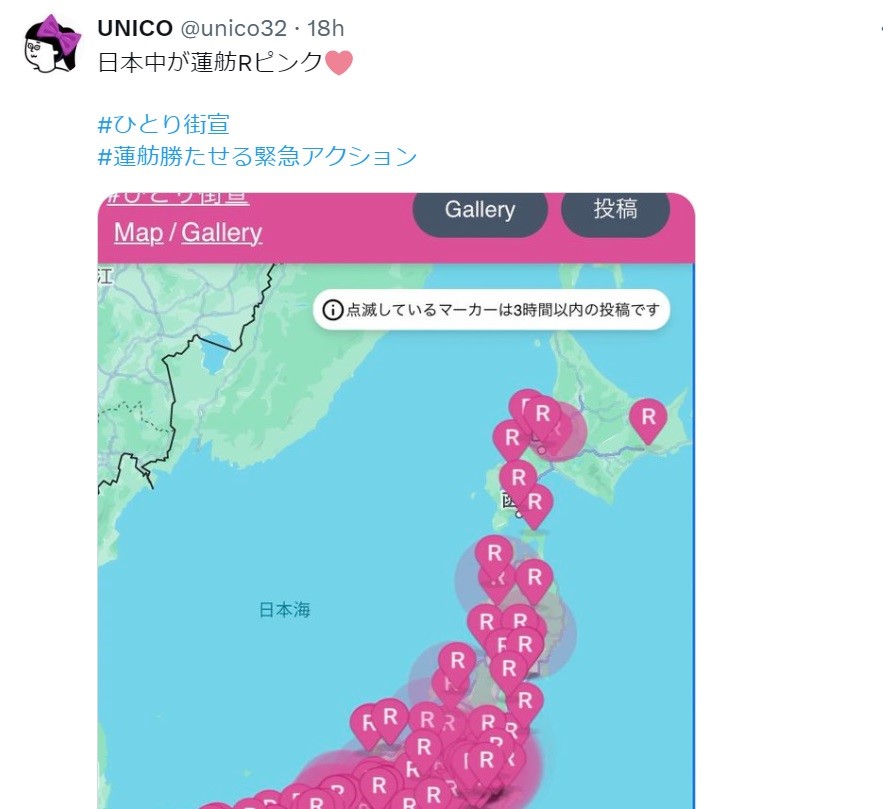 UNICO @unico32 · 18h
日本中が蓮舫Rピンク
#ひとり街宣
#蓮舫勝たせる緊急アクション
#ひとり街宣
Gallery 投稿
Map / Gallery
江
点滅しているマーカーは3時間以内の投稿です
R R
R
R
R
函
R
R
R
日本海
R R
R
R
R
R
R R R R R
R
R
R
R
R